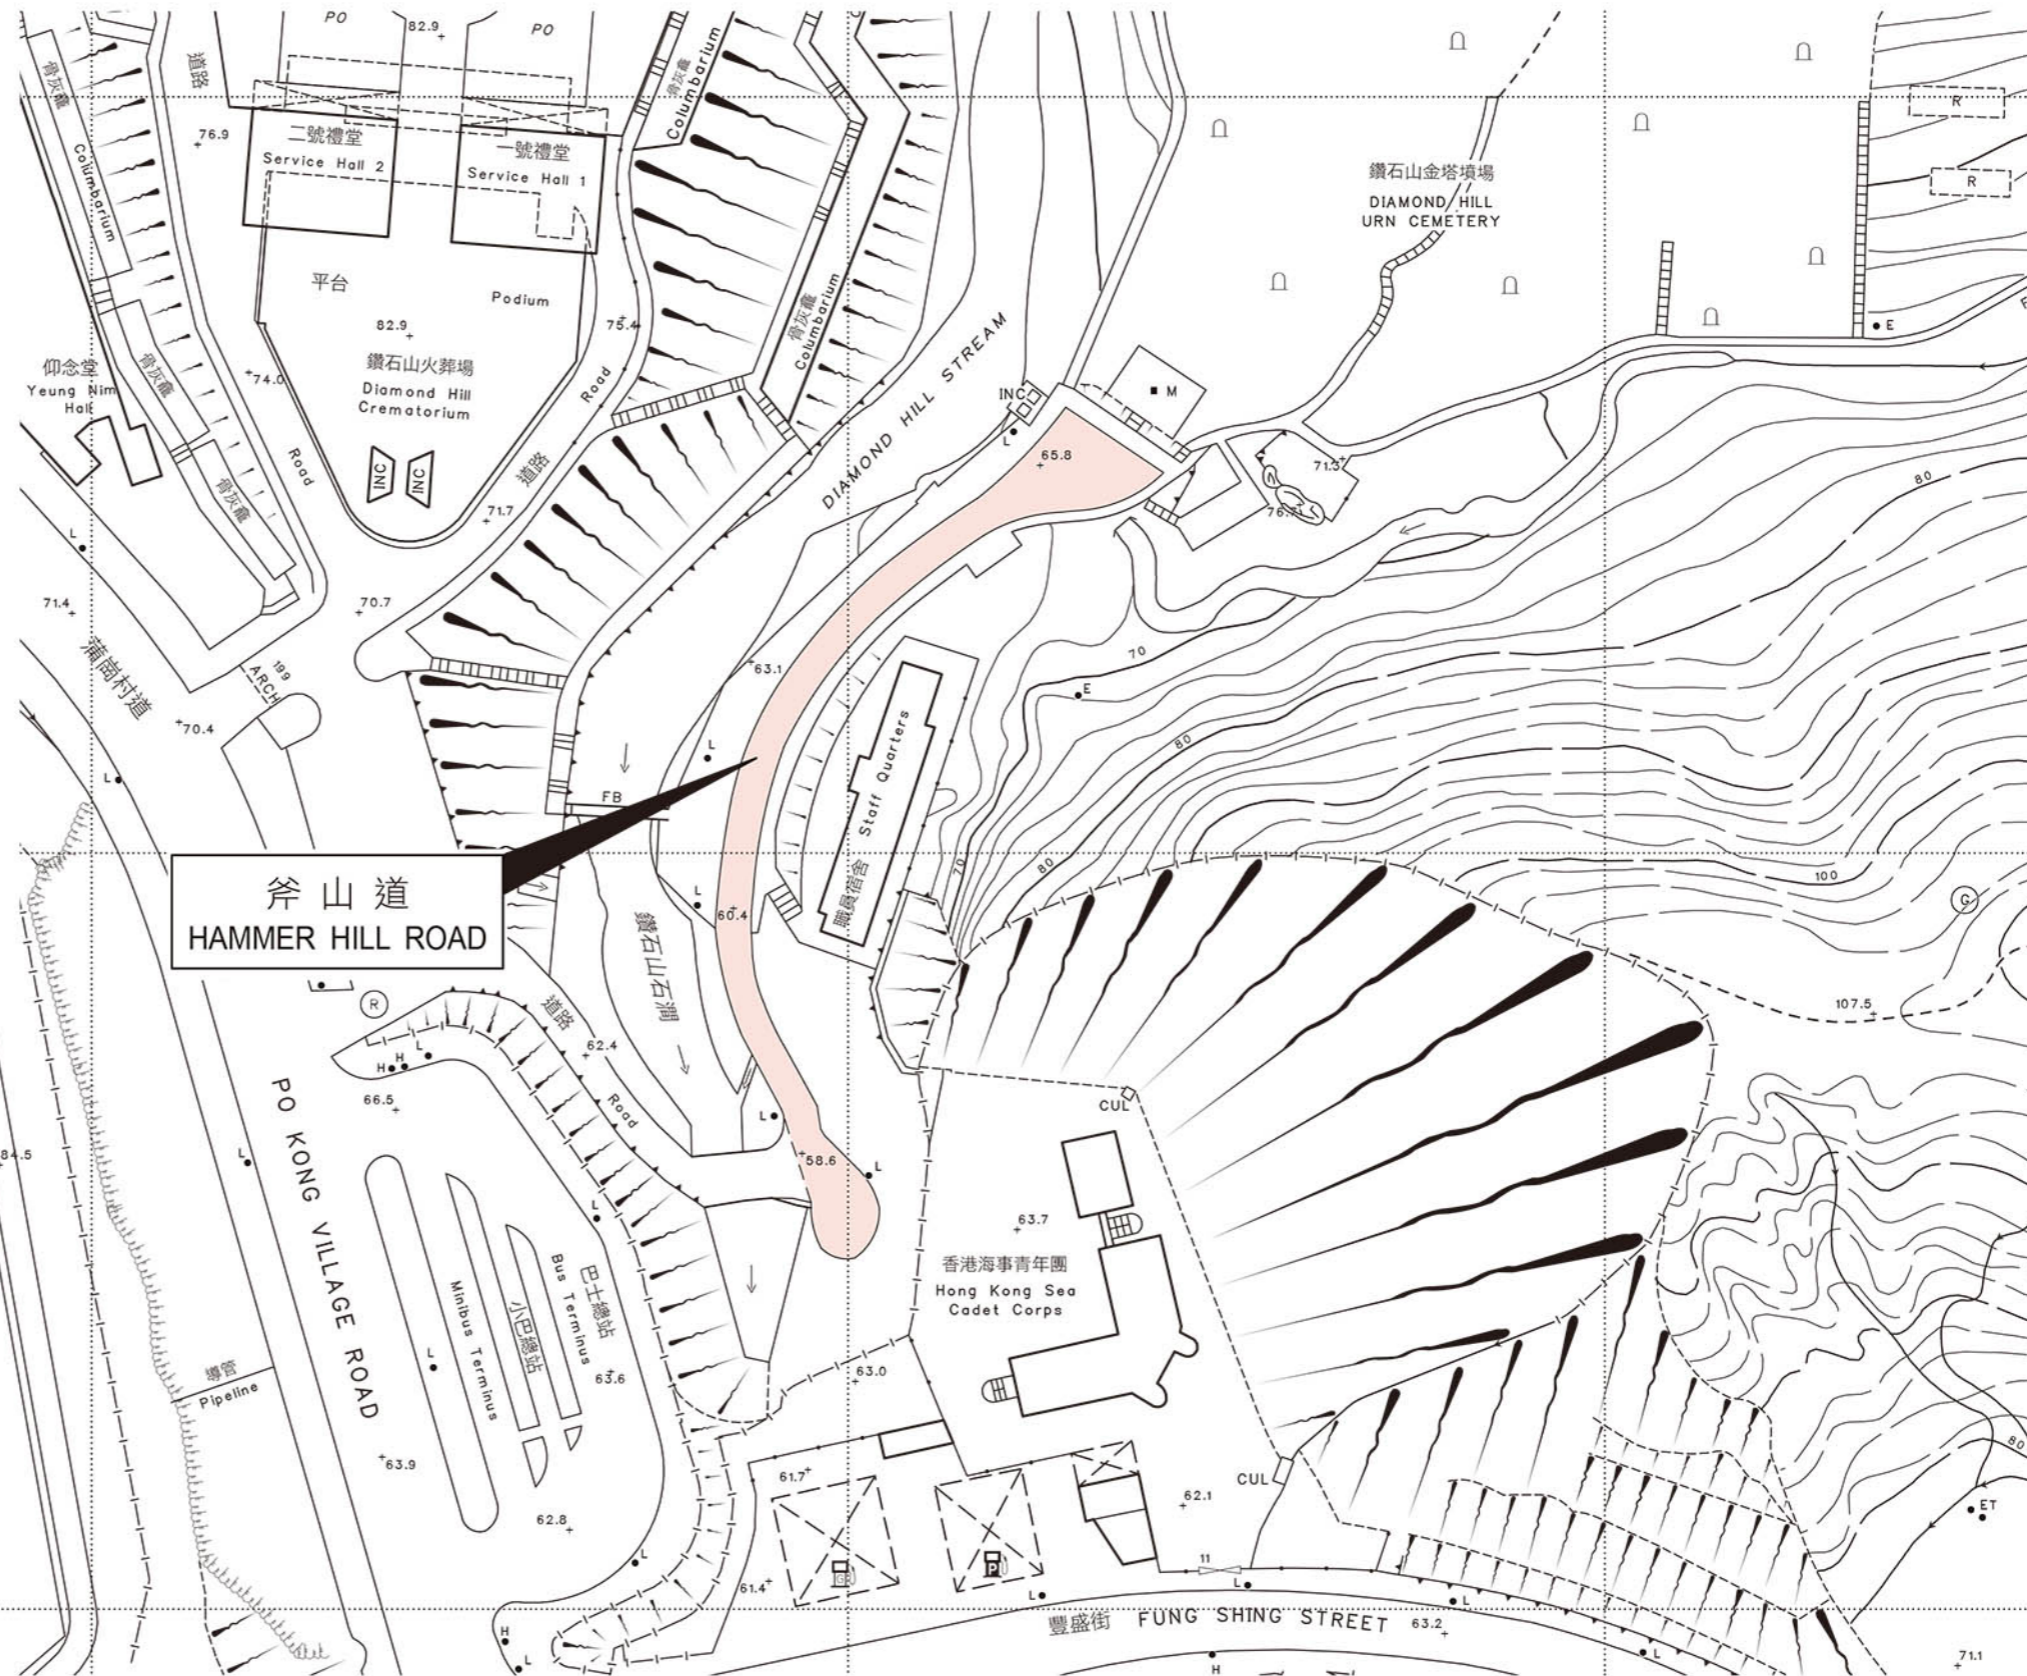 PO
82.9
PO
骨灰龕
Columbarium
道路
76.9
二號禮堂
Service Hall 2
一號禮堂
Service Hall 1
骨灰龕
Columbarium
鑽石山金塔墳場
DIAMOND HILL
URN CEMETERY
R
R
平台
Podium
82.9
75.4
骨灰龕
Columbarium
DIAMOND HILL STREAM
E
仰念堂
Yeung Nim
Hall
74.0
骨灰龕
鑽石山火葬場
Diamond Hill
Crematorium
Road
INC
M
L
INC
INC
Road
骨灰龕
道路
71.7
65.8
71.3
80
L
71.4
70.7
蒲崗村道
199
ARCH
70.4
63.1
70
E
80
L
L
FB
職員宿舍
Staff Quarters
70
80
100
G
斧山道
HAMMER HILL ROAD
L
60.4
鑽石山石澗
107.5
R
道路
Road
62.4
H
H
L
66.5
CUL
L
84.5
L
58.6
L
PO KONG VILLAGE ROAD
L
63.7
香港海事青年團
Hong Kong Sea
Cadet Corps
Minibus Terminus
小巴總站
Bus Terminus
巴士總站
L
63.6
導管
Pipeline
63.0
63.9
61.7
CUL
80
62.1
ET
62.8
L
61.4
P
11
L
L
L
豐盛街
FUNG SHING STREET
63.2
H
L
H
L
71.1